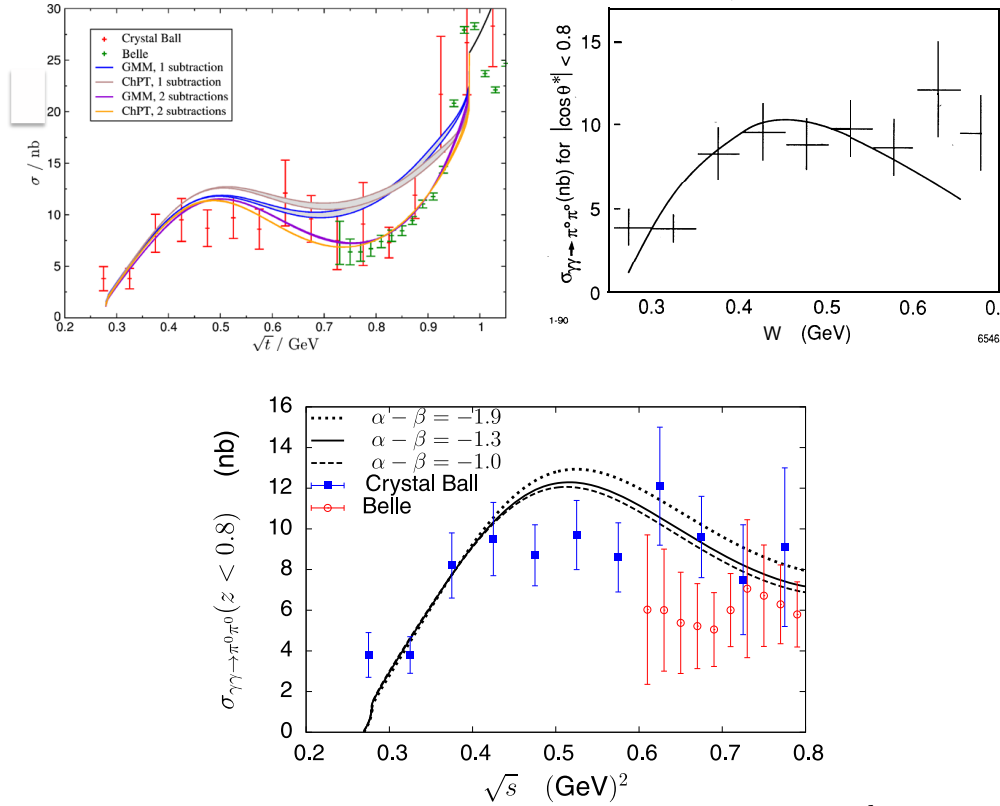 30
25
20
15
10
5
0
σ / nb
Crystal Ball
Belle
GMM, 1 subtraction
ChPT, 1 subtraction
GMM, 2 subtractions
ChPT, 2 subtractions
0.2 0.3 0.4 0.5 0.6 0.7 0.8 0.9 1
√t / GeV
15
10
5
0
σγγ→π°π°(nb) for |cosθ*| < 0.8
0.3 0.4 0.5 0.6 0.
1-90
W (GeV)
6546
16
14
12
10
8
6
4
2
0
σγγ→π⁰π⁰(z < 0.8) (nb)
α − β = −1.9
α − β = −1.3
α − β = −1.0
Crystal Ball
Belle
0.2 0.3 0.4 0.5 0.6 0.7 0.8
√s (GeV)²